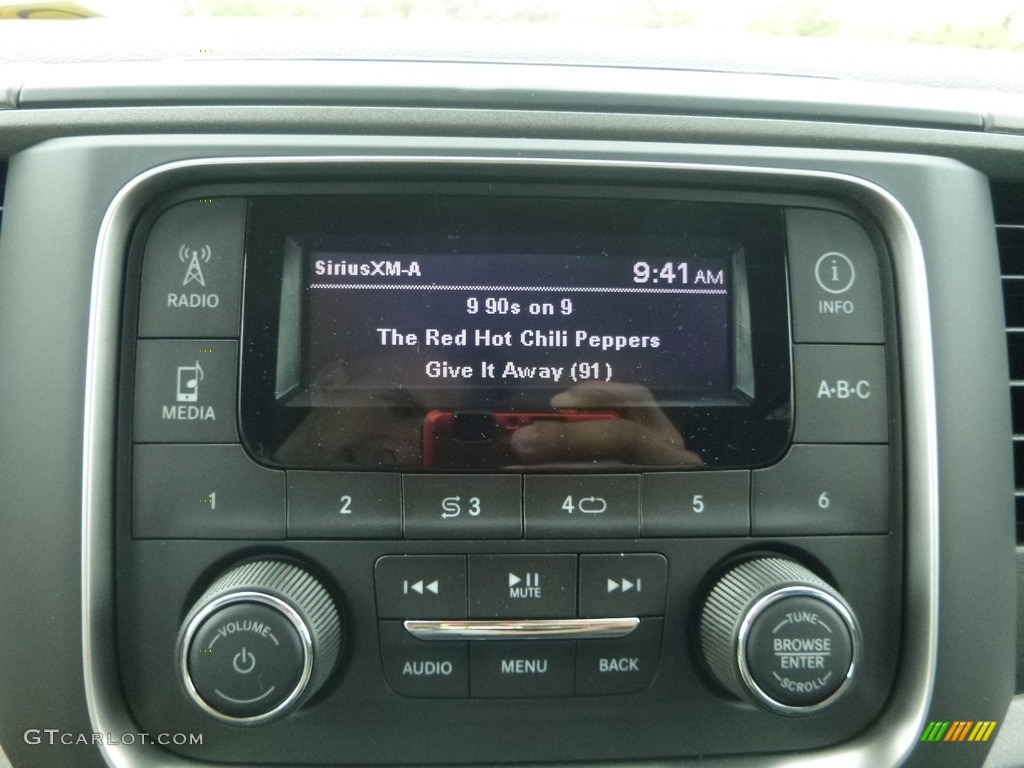 SiriusXM-A 9:41 AM
9 90s on 9
The Red Hot Chili Peppers
Give It Away (91)
RADIO
MEDIA
INFO
A·B·C
1 2 3 4 5 6
MUTE
AUDIO MENU BACK
VOLUME
TUNE
BROWSE
ENTER
SCROLL
GTCARLOT.COM